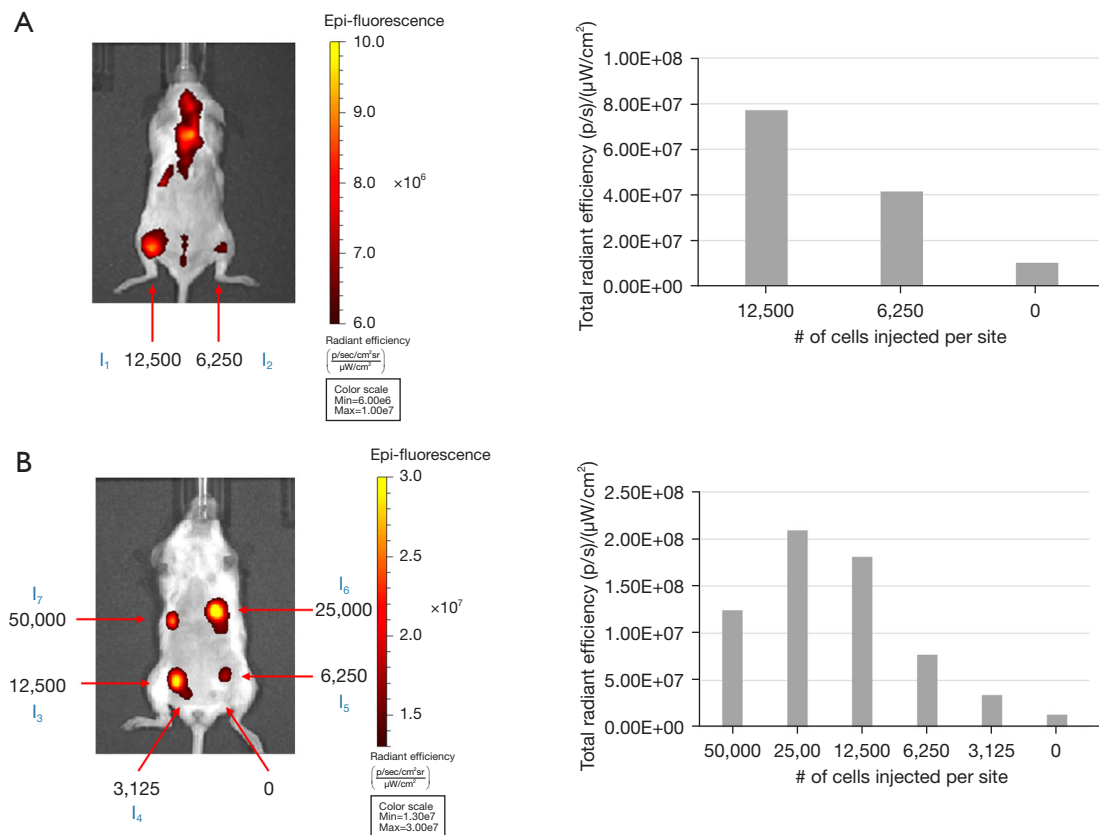 A
Epi-fluorescence
10.0
9.0
8.0
×10⁶
7.0
6.0
Radiant efficiency
(p/sec/cm²sr / µW/cm²)
Color scale
Min=6.00e6
Max=1.00e7
I₁ 12,500 6,250 I₂
Total radiant efficiency (p/s)/(µW/cm²)
1.00E+08
8.00E+07
6.00E+07
4.00E+07
2.00E+07
0.00E+00
12,500 6,250 0
# of cells injected per site
B
Epi-fluorescence
3.0
2.5
×10⁷
2.0
1.5
Radiant efficiency
(p/sec/cm²sr / µW/cm²)
Color scale
Min=1.30e7
Max=3.00e7
I₇
50,000
I₆
25,000
12,500
I₃
6,250
I₅
3,125
I₄
0
Total radiant efficiency (p/s)/(µW/cm²)
2.50E+08
2.00E+08
1.50E+08
1.00E+07
5.00E+07
0.00E+00
50,000 25,00 12,500 6,250 3,125 0
# of cells injected per site